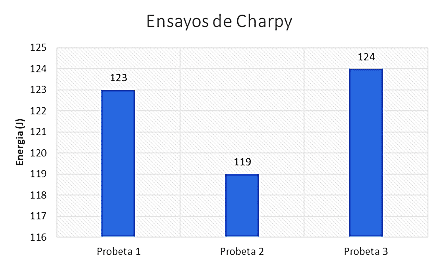 Ensayos de Charpy
125
124
123
122
121
120
119
118
117
116
Energia (J)
123
119
124
Probeta 1
Probeta 2
Probeta 3